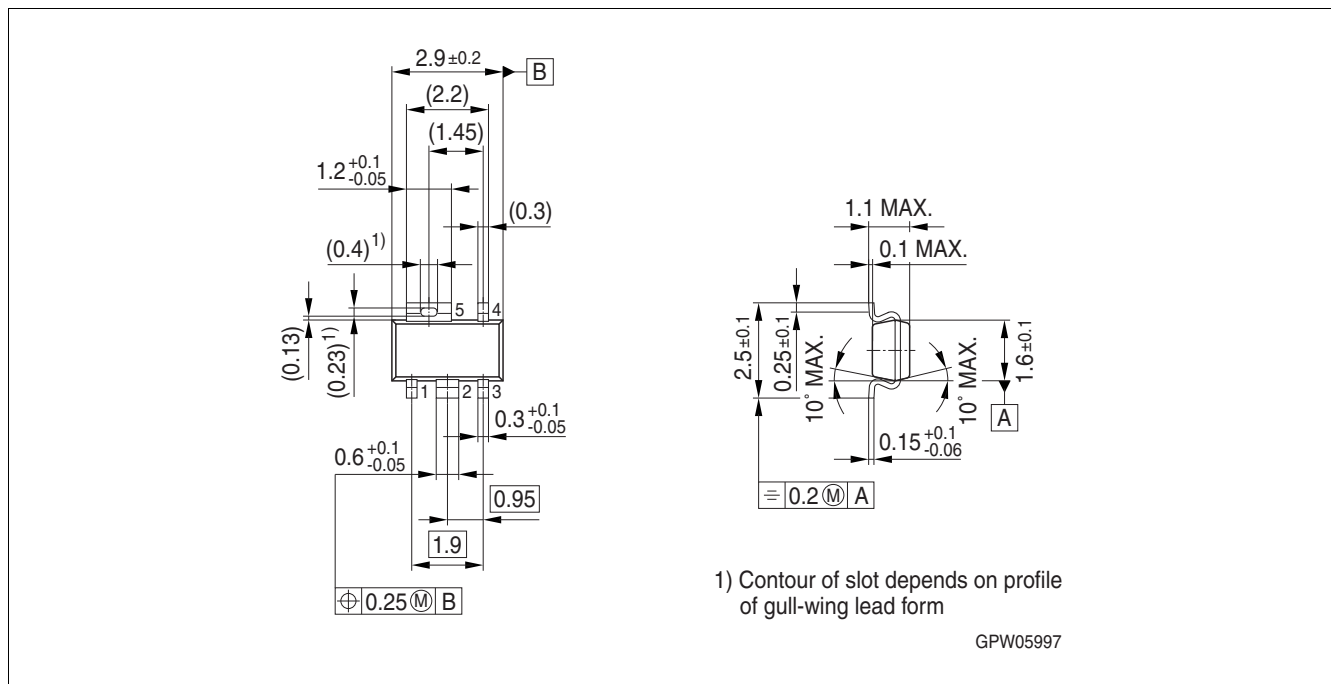 2.9±0.2
B
(2.2)
(1.45)
1.2 +0.1 -0.05
(0.3)
(0.4) 1)
5
4
(0.13)
(0.23) 1)
1
2
3
0.3 +0.1 -0.05
0.6 +0.1 -0.05
0.95
1.9
⌖ 0.25 Ⓜ B
1.1 MAX.
0.1 MAX.
2.5±0.1
0.25±0.1
10° MAX.
10° MAX.
1.6±0.1
A
0.15 +0.1 -0.06
⌯ 0.2 Ⓜ A
1) Contour of slot depends on profile
of gull-wing lead form
GPW05997